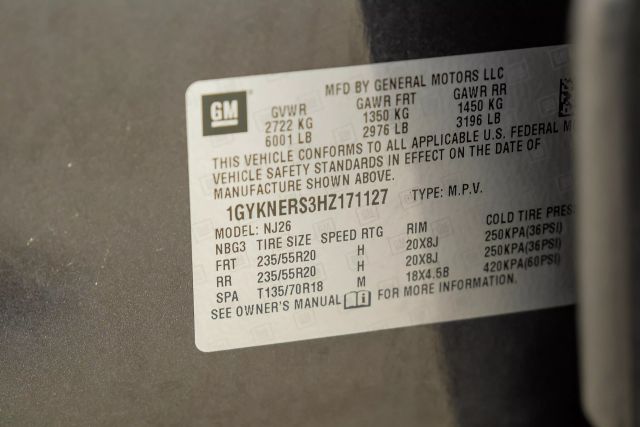 GM
MFD BY GENERAL MOTORS LLC
GVWR GAWR FRT GAWR RR
2722 KG 1350 KG 1450 KG
6001 LB 2976 LB 3196 LB
THIS VEHICLE CONFORMS TO ALL APPLICABLE U.S. FEDERAL
VEHICLE SAFETY STANDARDS IN EFFECT ON THE DATE OF
MANUFACTURE SHOWN ABOVE.
1GYKNERS3HZ171127 TYPE: M.P.V.
MODEL: NJ26
NBG3 TIRE SIZE SPEED RTG RIM COLD TIRE PRES
FRT 235/55R20 H 20X8J 250KPA(36PSI)
RR 235/55R20 H 20X8J 250KPA(36PSI)
SPA T135/70R18 M 18X4.5B 420KPA(60PSI)
SEE OWNER'S MANUAL FOR MORE INFORMATION.